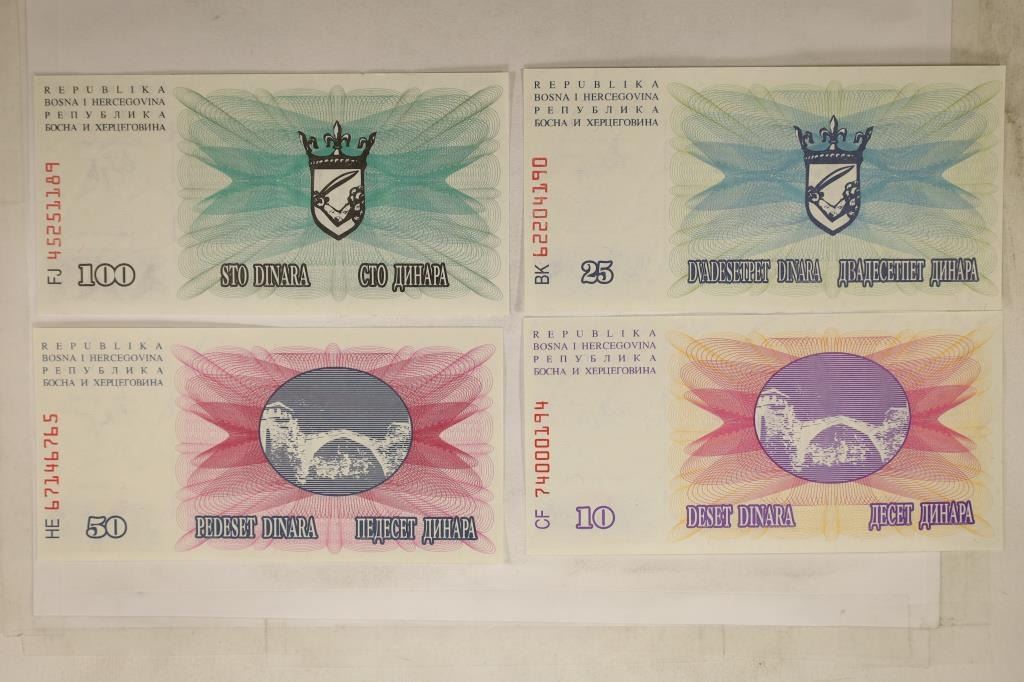 REPUBLIKA
BOSNA I HERCEGOVINA
РЕПУБЛИКА
БОСНА И ХЕРЦЕГОВИНА
FJ 45251189
100
STO DINARA СТО ДИНАРА
REPUBLIKA
BOSNA I HERCEGOVINA
РЕПУБЛИКА
БОСНА И ХЕРЦЕГОВИНА
BK 62204190
25
DVADESETPET DINARA ДВАДЕСЕТПЕТ ДИНАРА
REPUBLIKA
BOSNA I HERCEGOVINA
РЕПУБЛИКА
БОСНА И ХЕРЦЕГОВИНА
HE 67146765
50
PEDESET DINARA ПЕДЕСЕТ ДИНАРА
REPUBLIKA
BOSNA I HERCEGOVINA
РЕПУБЛИКА
БОСНА И ХЕРЦЕГОВИНА
CF 74000194
10
DESET DINARA ДЕСЕТ ДИНАРА